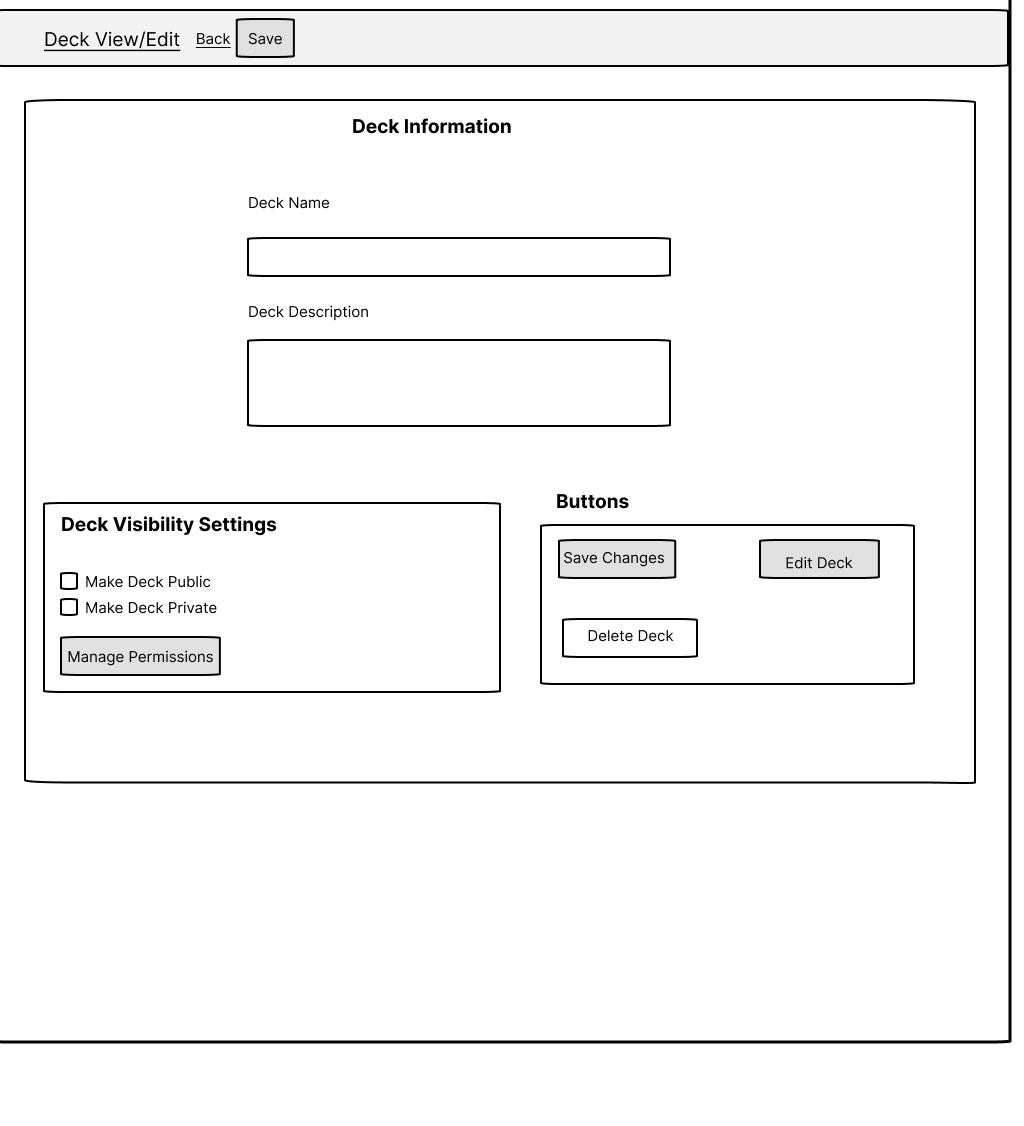 Deck View/Edit Back Save
Deck Information
Deck Name
Deck Description
Deck Visibility Settings
Make Deck Public
Make Deck Private
Manage Permissions
Buttons
Save Changes
Edit Deck
Delete Deck